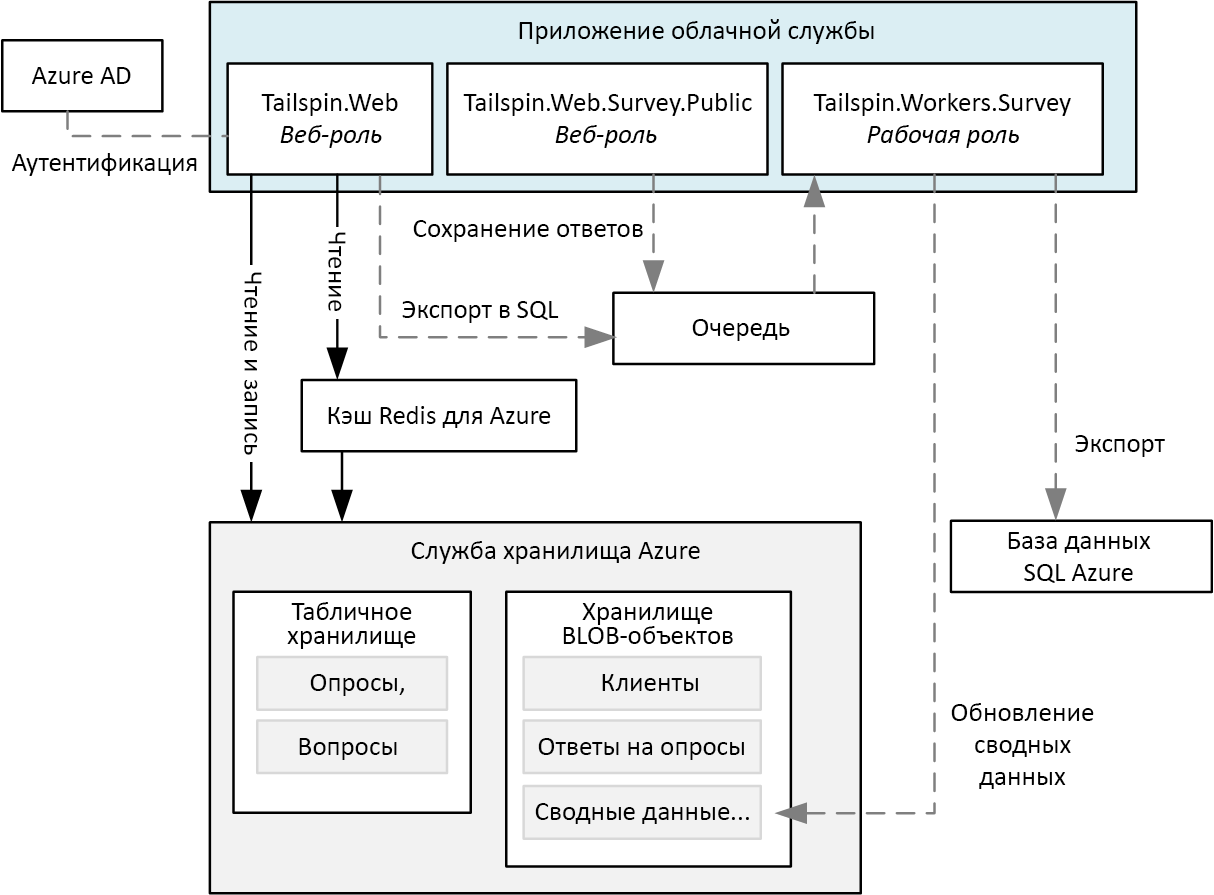 Приложение облачной службы
Azure AD
Аутентификация
Tailspin.Web
Веб-роль
Tailspin.Web.Survey.Public
Веб-роль
Tailspin.Workers.Survey
Рабочая роль
Чтение и запись
Чтение
Сохранение ответов
Экспорт в SQL
Очередь
Кэш Redis для Azure
Экспорт
База данных
SQL Azure
Служба хранилища Azure
Табличное
хранилище
Опросы,
Вопросы
Хранилище
BLOB-объектов
Клиенты
Ответы на опросы
Сводные данные...
Обновление
сводных
данных